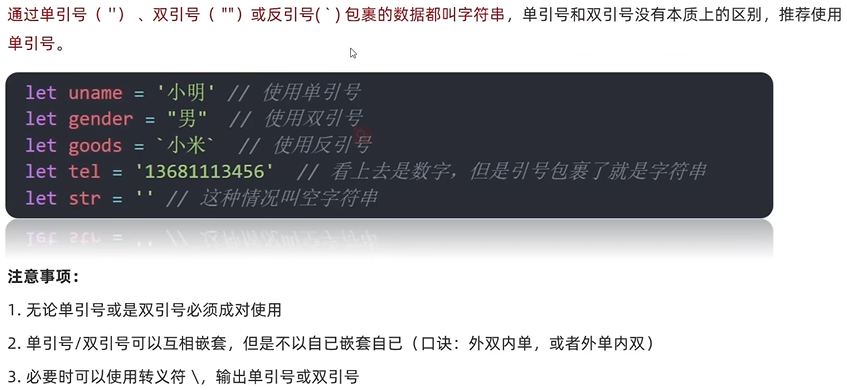 通过单引号（ ''） 、双引号（ ""）或反引号( ` ) 包裹的数据都叫字符串，单引号和双引号没有本质上的区别，推荐使用
单引号。
let uname = '小明' // 使用单引号
let gender = "男"  // 使用双引号
let goods = `小米`  // 使用反引号
let tel = '13681113456'  // 看上去是数字，但是引号包裹了就是字符串
let str = '' // 这种情况叫空字符串
注意事项：
1. 无论单引号或是双引号必须成对使用
2. 单引号/双引号可以互相嵌套，但是不以自已嵌套自已（口诀：外双内单，或者外单内双）
3. 必要时可以使用转义符 \，输出单引号或双引号